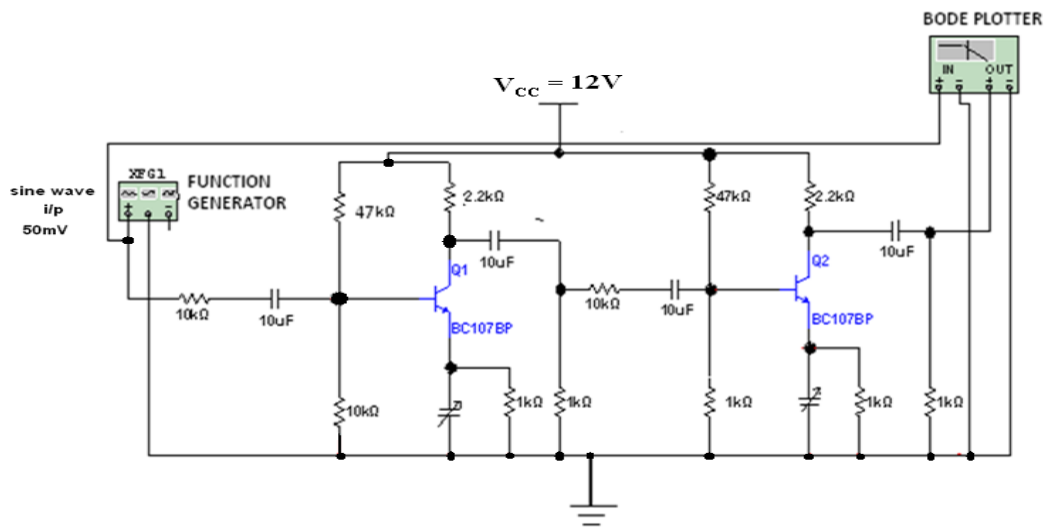 BODE PLOTTER
IN OUT
+ - + -
V_CC = 12V
XFG1
sine wave
i/p
50mV
FUNCTION
GENERATOR
+ -
47kΩ
2.2kΩ
47kΩ
2.2kΩ
10uF
10uF
Q1
Q2
10kΩ
10uF
10kΩ
10uF
BC107BP
BC107BP
10kΩ
1kΩ
1kΩ
1kΩ
1kΩ
1kΩ